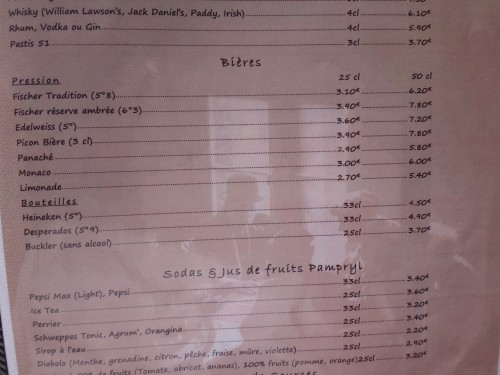 Whisky (William Lawson's, Jack Daniel's, Paddy, Irish) 4cl 6.10€
Rhum, Vodka ou Gin 4cl 5.90€
Pastis 51 3cl 3.70€
Bières
Pression 25 cl 50 cl
Fischer Tradition (5°8) 3.10€ 6.20€
Fischer réserve ambrée (6°3) 3.90€ 7.80€
Edelweiss (5°) 3.60€ 7.20€
Picon Bière (3 cl) 3.90€ 7.80€
Panaché 2.90€ 5.80€
Monaco 3.00€ 6.00€
Limonade 2.70€ 5.40€
Bouteilles
Heineken (5°) 33cl 4.50€
Desperados (5°9) 33cl 4.90€
Buckler (sans alcool) 25cl 3.70€
Sodas & Jus de fruits Pampryl
Pepsi Max (Light), Pepsi 33cl 3.40€
Ice Tea 25cl 3.60€
Perrier 33cl 3.20€
Schweppes Tonic, Agrum', Orangina 25cl 3.40€
Sirop à l'eau 25cl 2.20€
Diabolo (Menthe, grenadine, citron, pêche, fraise, mûre, violette) 25cl 2.90€
de fruits (Tomate, abricot, ananas), 100% fruits (pomme, orange) 25cl 3.20€